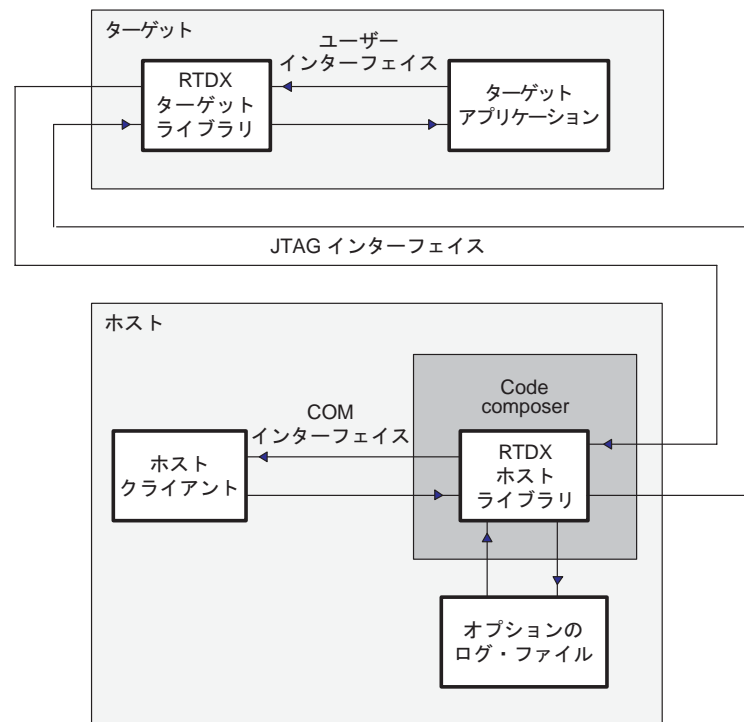 ターゲット
ユーザー
インターフェイス
RTDX
ターゲット
ライブラリ
ターゲット
アプリケーション
JTAG インターフェイス
ホスト
Code
composer
COM
インターフェイス
ホスト
クライアント
RTDX
ホスト
ライブラリ
オプションの
ログ・ファイル